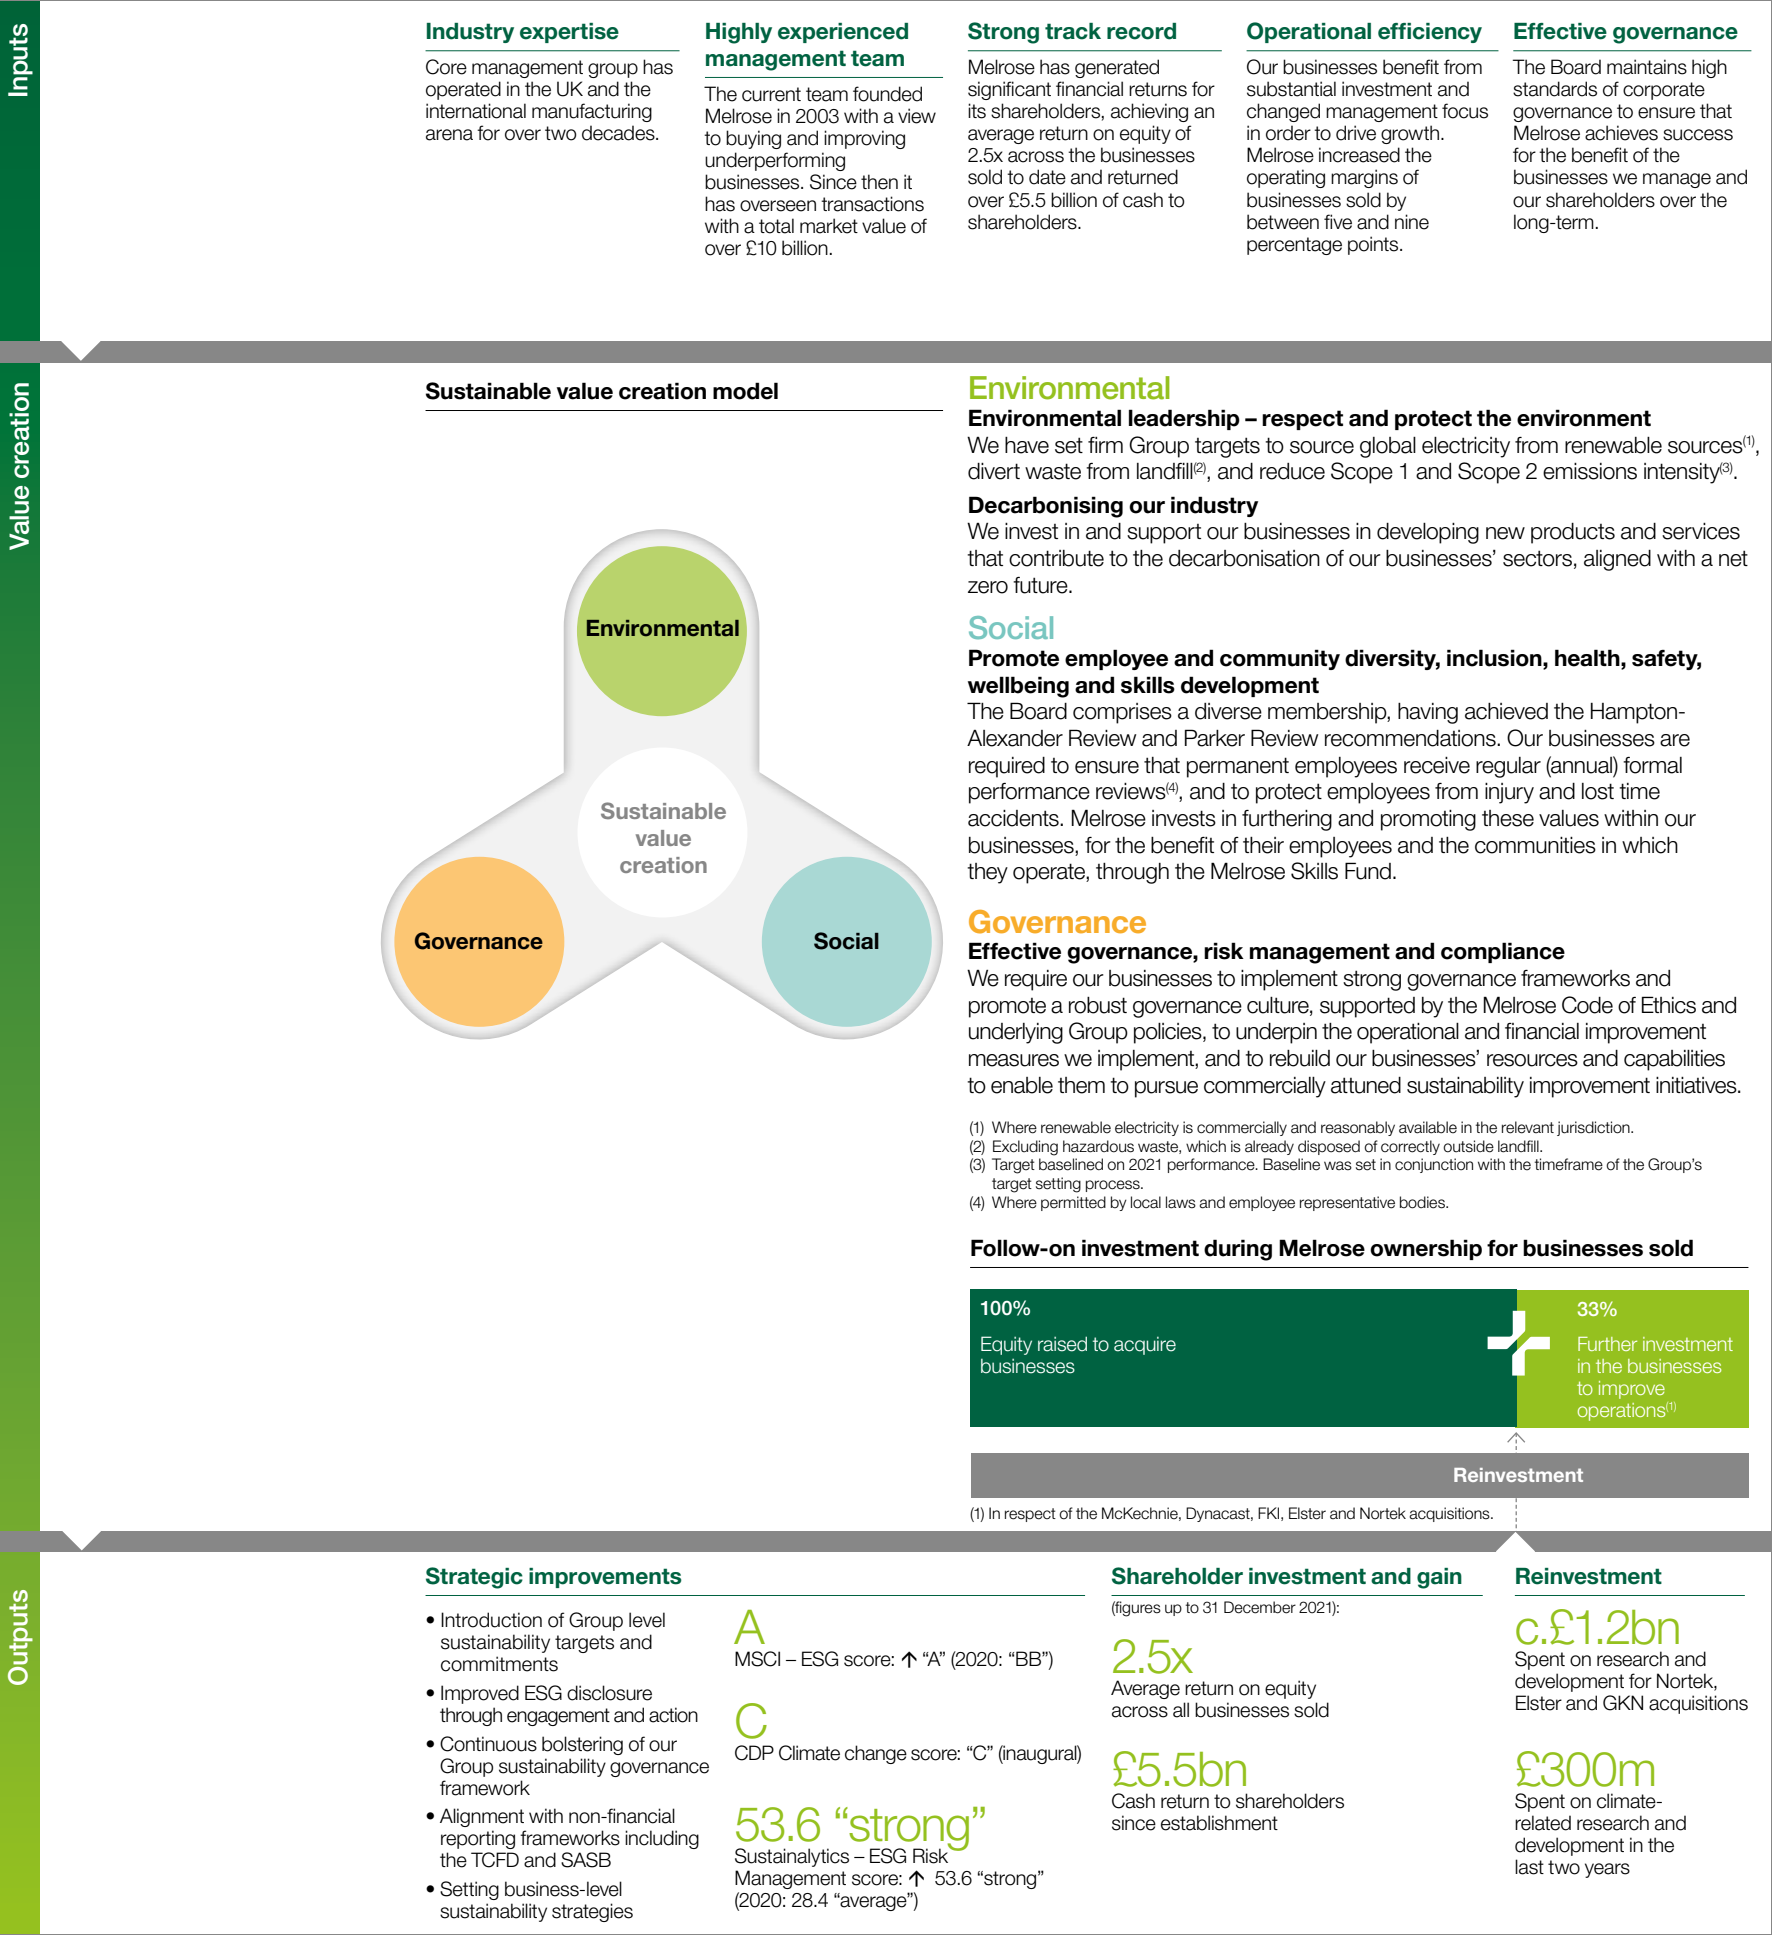 Inputs
Industry expertise
Core management group has
operated in the UK and the
international manufacturing
arena for over two decades.
Highly experienced
management team
The current team founded
Melrose in 2003 with a view
to buying and improving
underperforming
businesses. Since then it
has overseen transactions
with a total market value of
over £10 billion.
Strong track record
Melrose has generated
significant financial returns for
its shareholders, achieving an
average return on equity of
2.5x across the businesses
sold to date and returned
over £5.5 billion of cash to
shareholders.
Operational efficiency
Our businesses benefit from
substantial investment and
changed management focus
in order to drive growth.
Melrose increased the
operating margins of
businesses sold by
between five and nine
percentage points.
Effective governance
The Board maintains high
standards of corporate
governance to ensure that
Melrose achieves success
for the benefit of the
businesses we manage and
our shareholders over the
long-term.
Value creation
Sustainable value creation model
Environmental
Sustainable
value
creation
Governance
Social
Environmental
Environmental leadership – respect and protect the environment
We have set firm Group targets to source global electricity from renewable sources(1),
divert waste from landfill(2), and reduce Scope 1 and Scope 2 emissions intensity(3).
Decarbonising our industry
We invest in and support our businesses in developing new products and services
that contribute to the decarbonisation of our businesses’ sectors, aligned with a net
zero future.
Social
Promote employee and community diversity, inclusion, health, safety,
wellbeing and skills development
The Board comprises a diverse membership, having achieved the Hampton-
Alexander Review and Parker Review recommendations. Our businesses are
required to ensure that permanent employees receive regular (annual) formal
performance reviews(4), and to protect employees from injury and lost time
accidents. Melrose invests in furthering and promoting these values within our
businesses, for the benefit of their employees and the communities in which
they operate, through the Melrose Skills Fund.
Governance
Effective governance, risk management and compliance
We require our businesses to implement strong governance frameworks and
promote a robust governance culture, supported by the Melrose Code of Ethics and
underlying Group policies, to underpin the operational and financial improvement
measures we implement, and to rebuild our businesses’ resources and capabilities
to enable them to pursue commercially attuned sustainability improvement initiatives.
(1) Where renewable electricity is commercially and reasonably available in the relevant jurisdiction.
(2) Excluding hazardous waste, which is already disposed of correctly outside landfill.
(3) Target baselined on 2021 performance. Baseline was set in conjunction with the timeframe of the Group’s
target setting process.
(4) Where permitted by local laws and employee representative bodies.
Follow-on investment during Melrose ownership for businesses sold
100%
Equity raised to acquire
businesses
33%
Further investment
in the businesses
to improve
operations(1)
Reinvestment
(1) In respect of the McKechnie, Dynacast, FKI, Elster and Nortek acquisitions.
Outputs
Strategic improvements
• Introduction of Group level
sustainability targets and
commitments
• Improved ESG disclosure
through engagement and action
• Continuous bolstering of our
Group sustainability governance
framework
• Alignment with non-financial
reporting frameworks including
the TCFD and SASB
• Setting business-level
sustainability strategies
A
MSCI – ESG score: ↑ “A” (2020: “BB”)
C
CDP Climate change score: “C” (inaugural)
53.6 “strong”
Sustainalytics – ESG Risk
Management score: ↑ 53.6 “strong”
(2020: 28.4 “average”)
Shareholder investment and gain
(figures up to 31 December 2021):
2.5x
Average return on equity
across all businesses sold
£5.5bn
Cash return to shareholders
since establishment
Reinvestment
c.£1.2bn
Spent on research and
development for Nortek,
Elster and GKN acquisitions
£300m
Spent on climate-
related research and
development in the
last two years